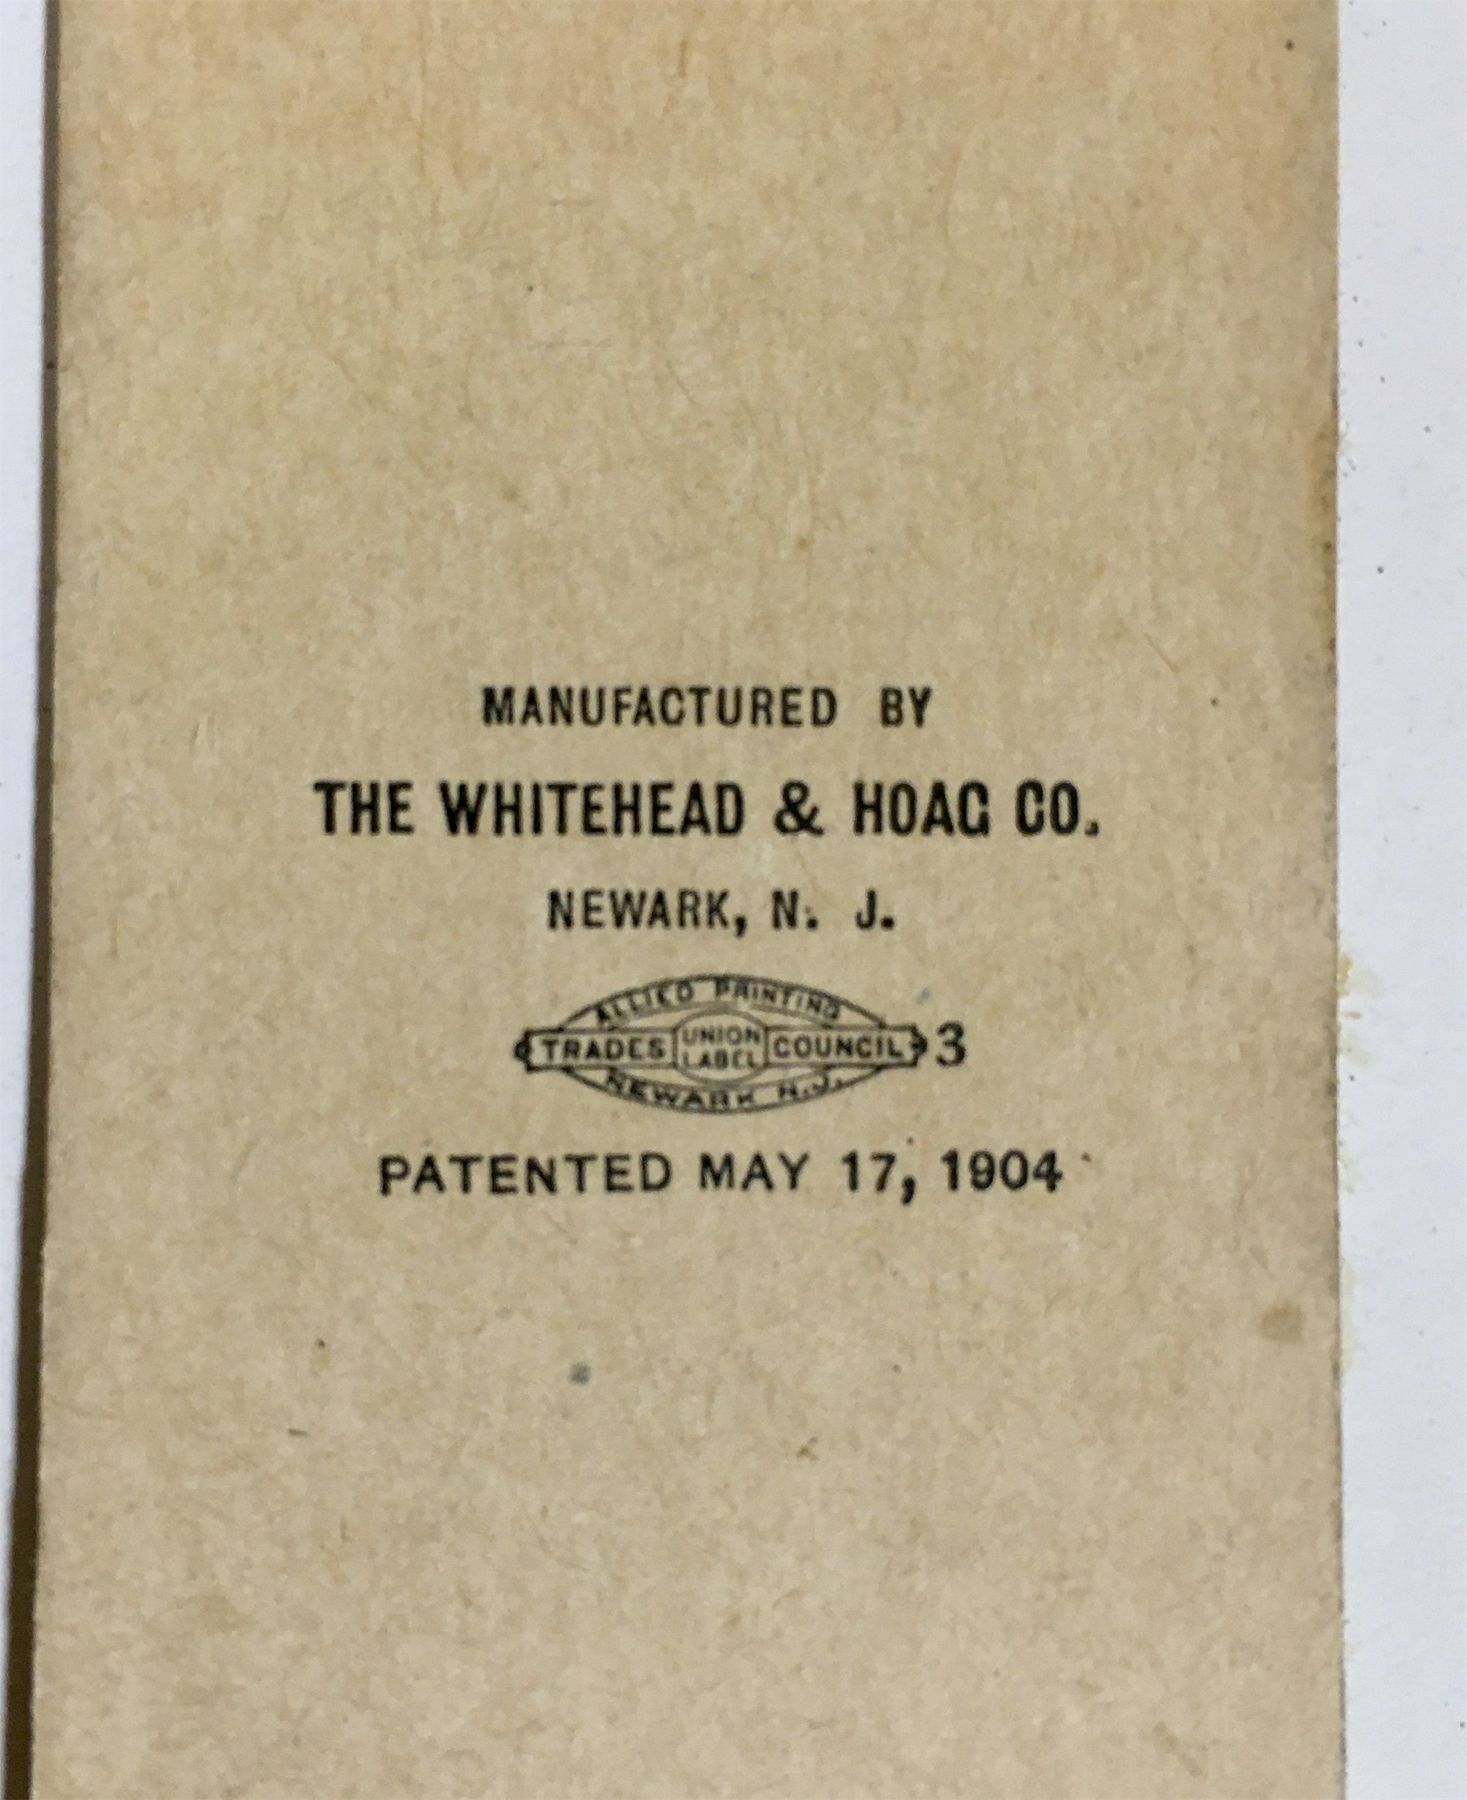 MANUFACTURED BY
THE WHITEHEAD & HOAG CO.
NEWARK, N. J.
ALLIED PRINTING
TRADES UNION LABEL COUNCIL 3
NEWARK N.J.
PATENTED MAY 17, 1904